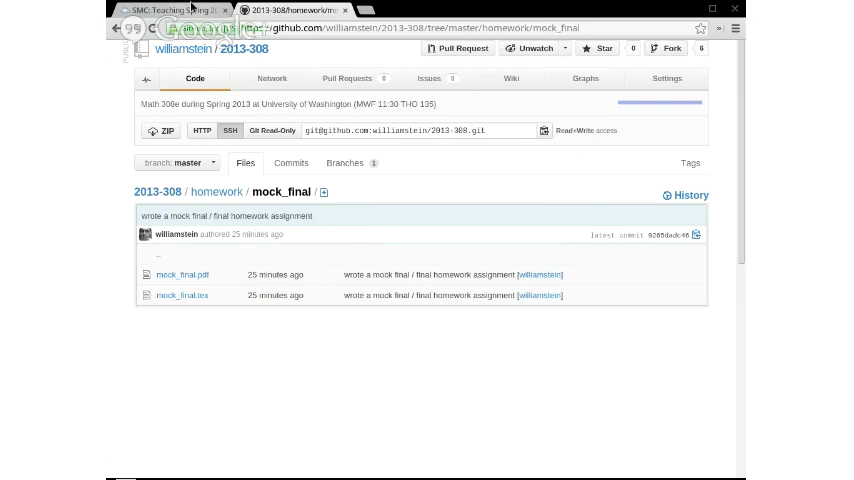 SMC: Teaching Spring 20 × 2013-308/homework/mo ×
https://github.com/williamstein/2013-308/tree/master/homework/mock_final
Google+
PUBLIC
williamstein / 2013-308 Pull Request Unwatch Star 0 Fork 6
Code Network Pull Requests 0 Issues 0 Wiki Graphs Settings
Math 308e during Spring 2013 at University of Washington (MWF 11:30 THO 135)
ZIP HTTP SSH Git Read-Only git@github.com:williamstein/2013-308.git Read+Write access
branch: master Files Commits Branches 1 Tags
2013-308 / homework / mock_final / History
wrote a mock final / final homework assignment
williamstein authored 25 minutes ago latest commit 9265dadc46
..
mock_final.pdf 25 minutes ago wrote a mock final / final homework assignment [williamstein]
mock_final.tex 25 minutes ago wrote a mock final / final homework assignment [williamstein]